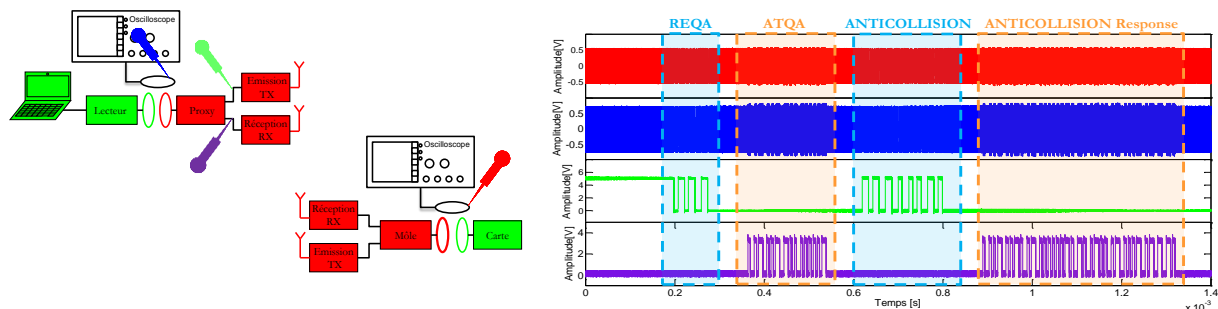 Oscilloscope
Lecteur
Proxy
Emission
TX
Réception
RX
Oscilloscope
Réception
RX
Emission
TX
Môle
Carte
REQA
ATQA
ANTICOLLISION
ANTICOLLISION Response
Amplitude[V]
0.5
0
-0.5
Amplitude[V]
0.5
0
-0.5
Amplitude[V]
6
4
2
0
Amplitude[V]
4
2
0
0
0.2
0.4
0.6
0.8
1
1.2
1.4
Temps [s]
x 10⁻³